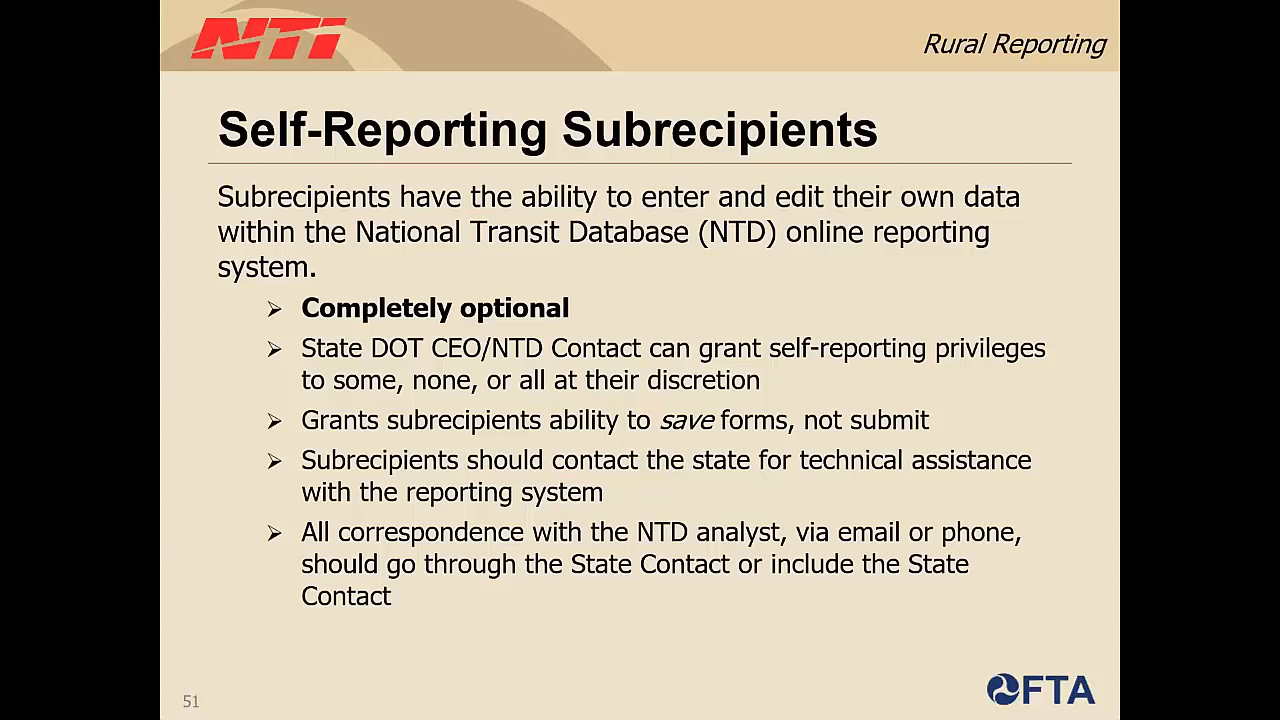 NTI
Rural Reporting
Self-Reporting Subrecipients
Subrecipients have the ability to enter and edit their own data
within the National Transit Database (NTD) online reporting
system.
Completely optional
State DOT CEO/NTD Contact can grant self-reporting privileges
to some, none, or all at their discretion
Grants subrecipients ability to save forms, not submit
Subrecipients should contact the state for technical assistance
with the reporting system
All correspondence with the NTD analyst, via email or phone,
should go through the State Contact or include the State
Contact
51
FTA